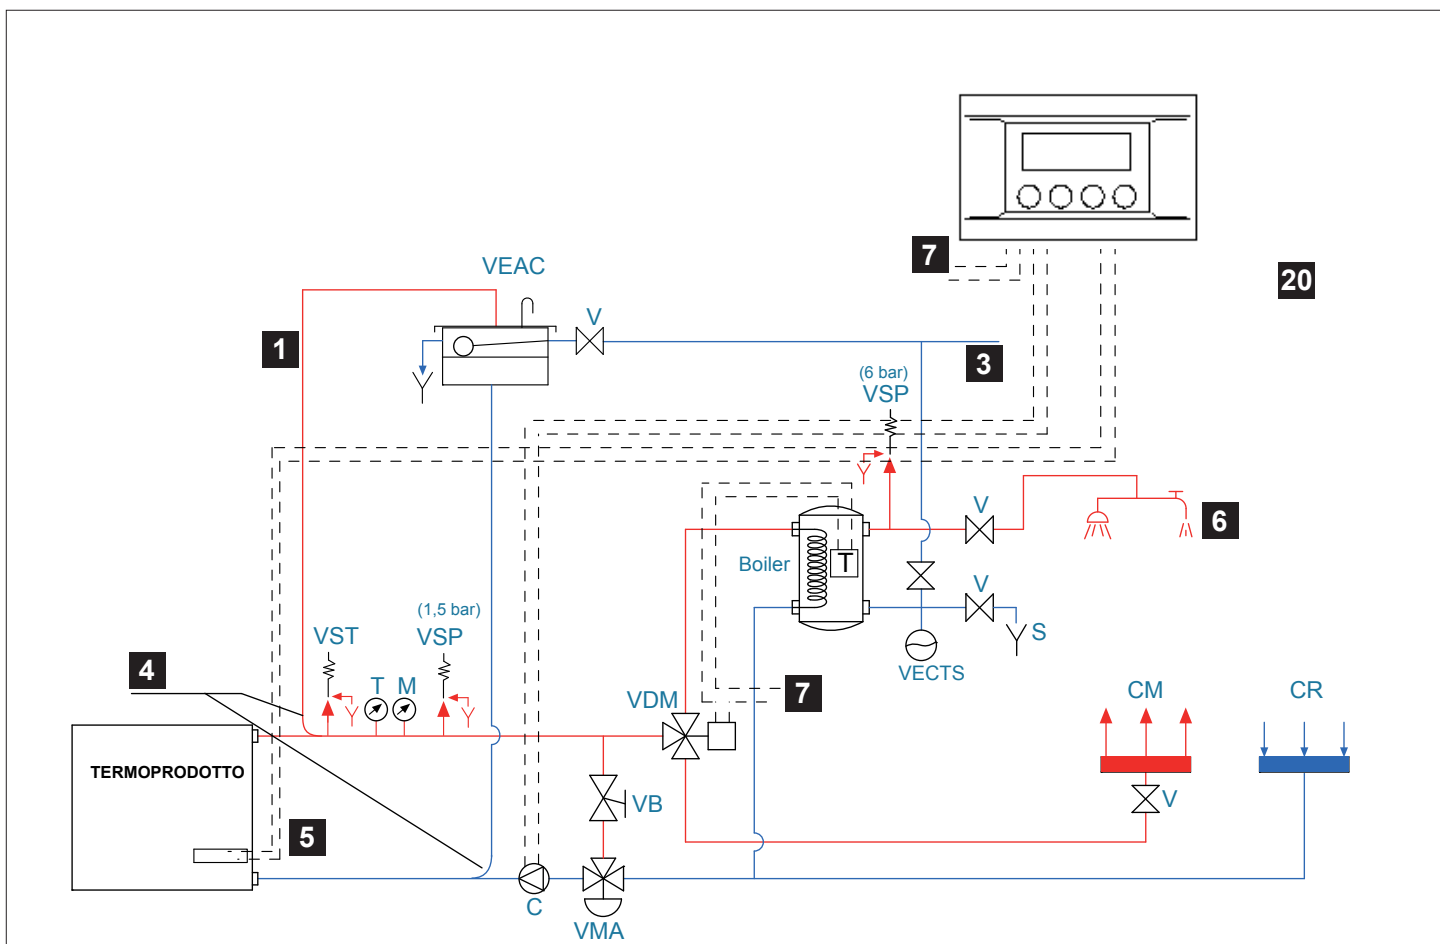 7
20
VEAC
V
1
3
(6 bar)
VSP
V
6
Boiler
T
V
S
VECTS
(1,5 bar)
VST
VSP
4
T
M
VDM
7
CM
CR
TERMOPRODOTTO
VB
V
5
C
VMA